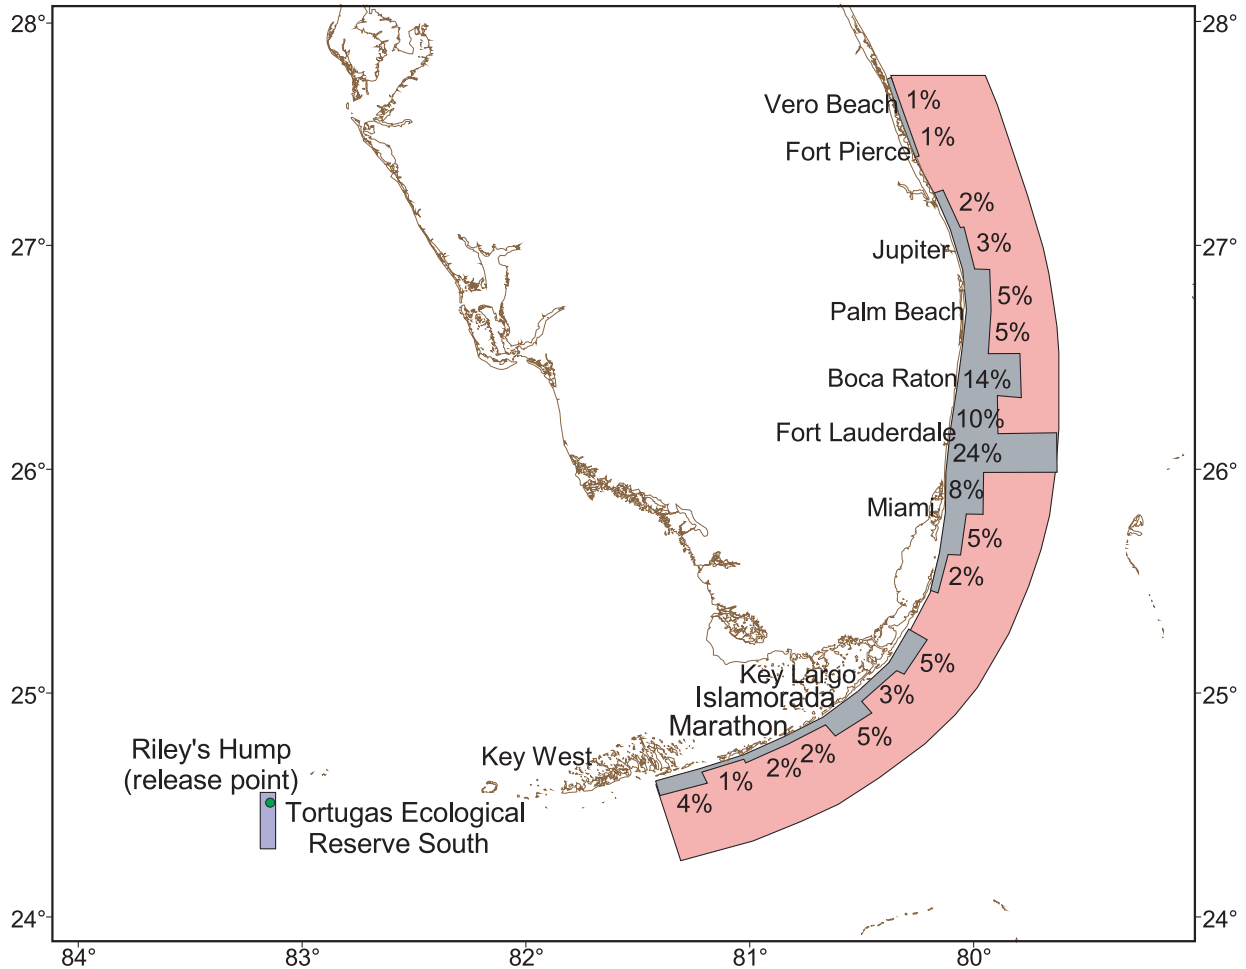 28°
28°
Vero Beach
1%
1%
Fort Pierce
2%
27°
Jupiter
3%
27°
5%
Palm Beach
5%
Boca Raton
14%
10%
Fort Lauderdale
24%
26°
26°
8%
Miami
5%
2%
5%
Key Largo
25°
Islamorada
3%
25°
Marathon
5%
Riley's Hump
(release point)
Key West
2%
2%
1%
4%
Tortugas Ecological
Reserve South
24°
24°
84°
83°
82°
81°
80°